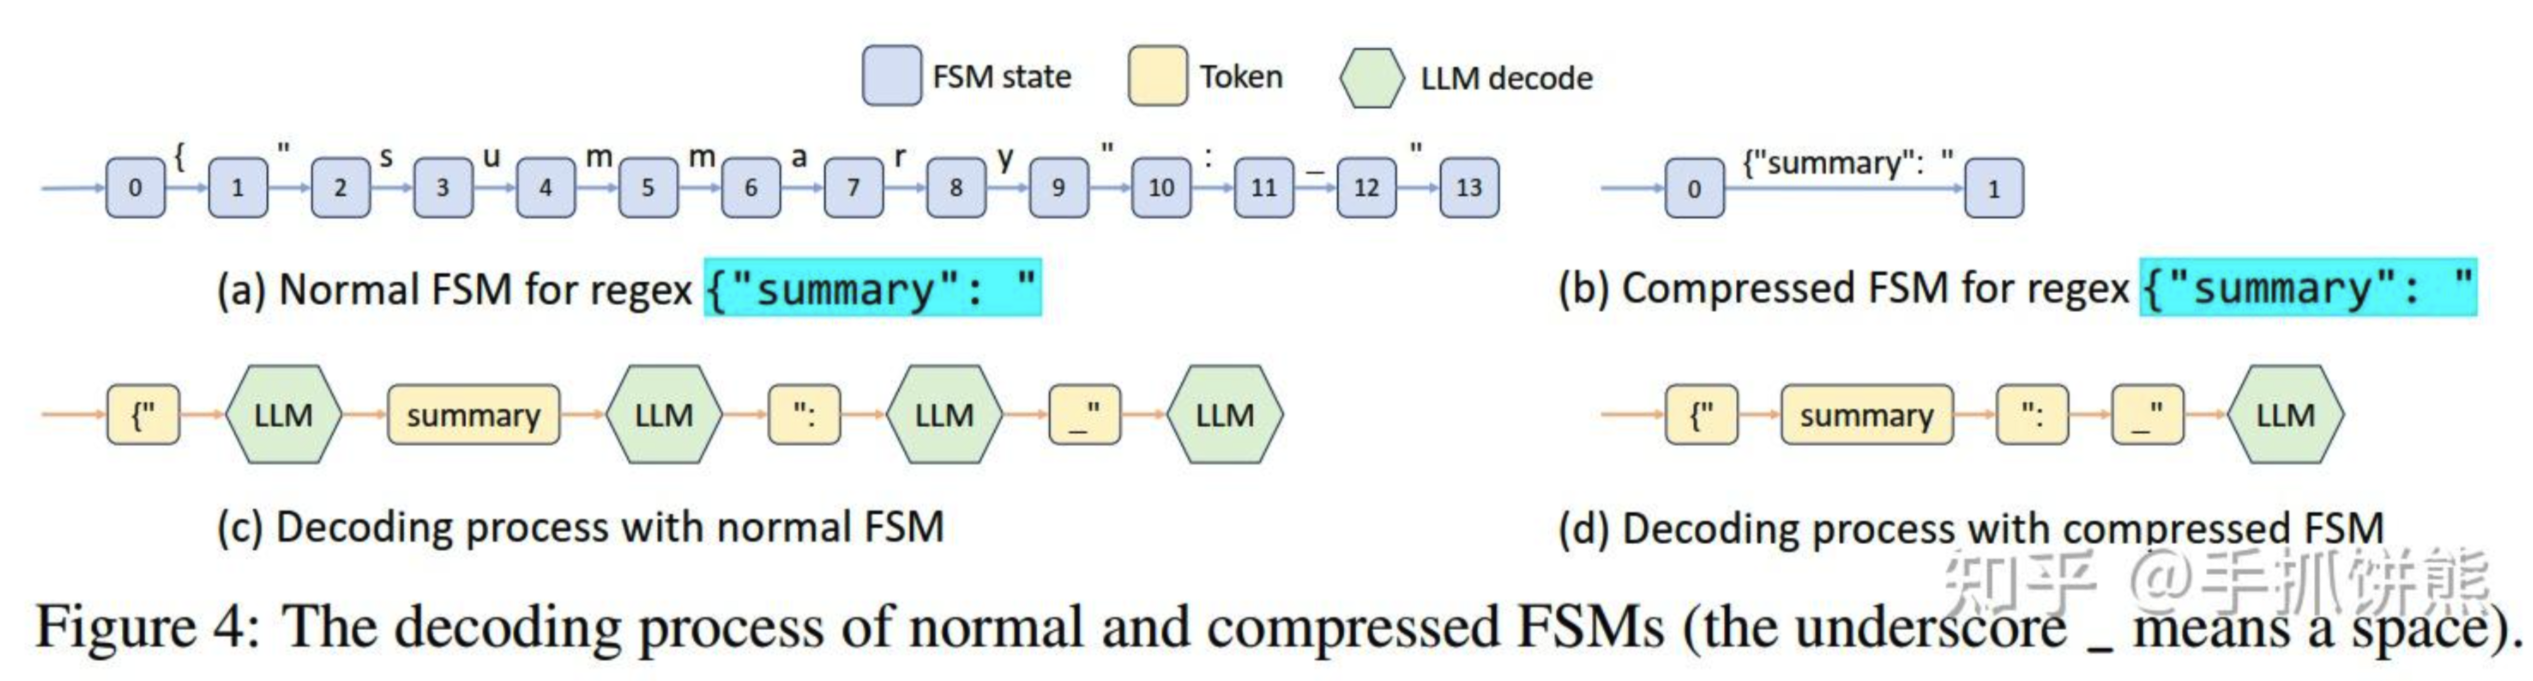 FSM state Token LLM decode
{ " s u m m a r y " : _ "
0 1 2 3 4 5 6 7 8 9 10 11 12 13
{"summary": "
0 1
(a) Normal FSM for regex {"summary": "
(b) Compressed FSM for regex {"summary": "
{" LLM summary LLM ": LLM _" LLM
{" summary ": _" LLM
(c) Decoding process with normal FSM
(d) Decoding process with compressed FSM
知乎 @手抓饼熊
Figure 4: The decoding process of normal and compressed FSMs (the underscore _ means a space).